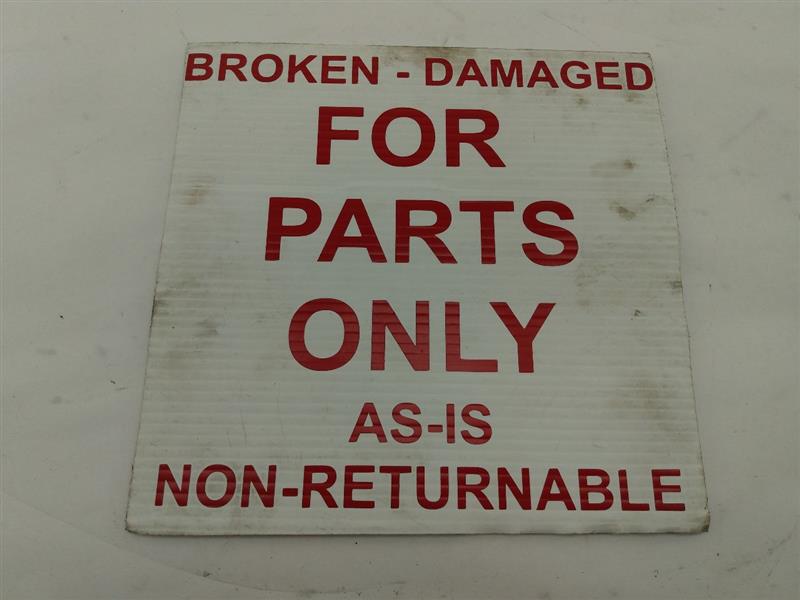 BROKEN - DAMAGED
FOR
PARTS
ONLY
AS-IS
NON-RETURNABLE